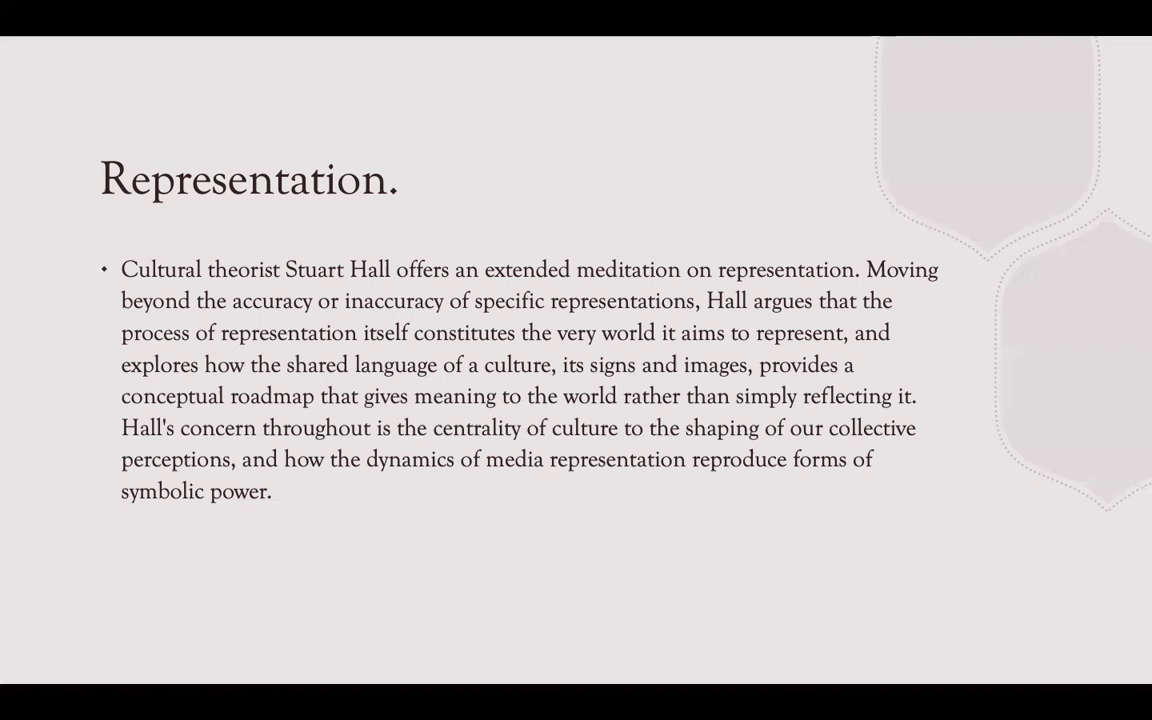 Representation.
• Cultural theorist Stuart Hall offers an extended meditation on representation. Moving
beyond the accuracy or inaccuracy of specific representations, Hall argues that the
process of representation itself constitutes the very world it aims to represent, and
explores how the shared language of a culture, its signs and images, provides a
conceptual roadmap that gives meaning to the world rather than simply reflecting it.
Hall's concern throughout is the centrality of culture to the shaping of our collective
perceptions, and how the dynamics of media representation reproduce forms of
symbolic power.